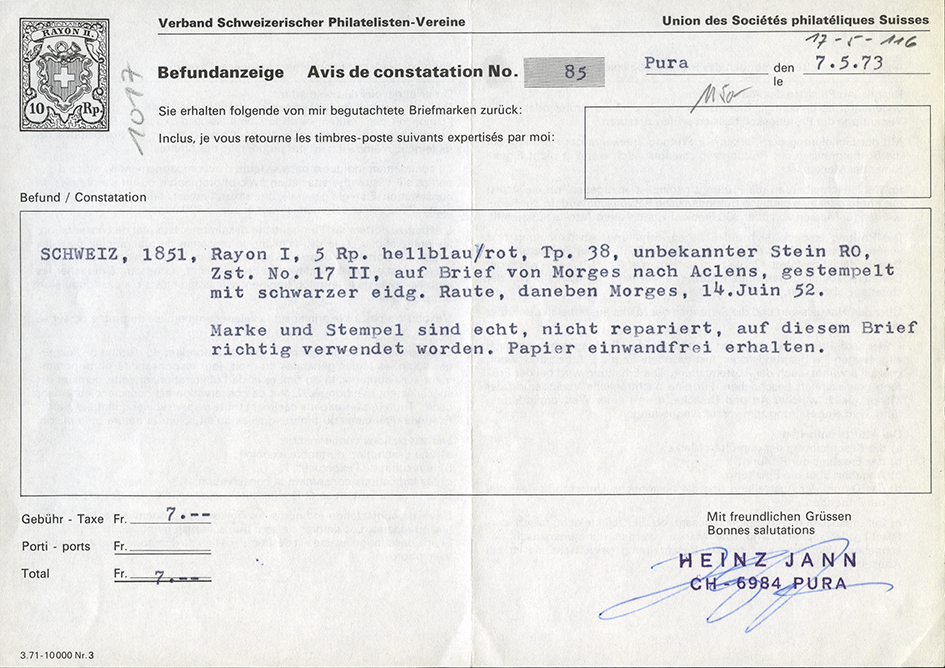 Verband Schweizerischer Philatelisten-Vereine
Union des Sociétés philatéliques Suisses
RAYON II.
10 Rp.
1017
17-5-116
Befundanzeige Avis de constatation No. 85
Pura den 7.5.73
le
Sie erhalten folgende von mir begutachtete Briefmarken zurück:
Inclus, je vous retourne les timbres-poste suivants expertisés par moi:
Befund / Constatation
SCHWEIZ, 1851, Rayon I, 5 Rp. hellblau/rot, Tp. 38, unbekannter Stein RO,
Zst. No. 17 II, auf Brief von Morges nach Aclens, gestempelt
mit schwarzer eidg. Raute, daneben Morges, 14.Juin 52.
Marke und Stempel sind echt, nicht repariert, auf diesem Brief
richtig verwendet worden. Papier einwandfrei erhalten.
Gebühr - Taxe Fr. 7.--
Porti - ports Fr.
Total Fr. 7.--
Mit freundlichen Grüssen
Bonnes salutations
HEINZ JANN
CH-6984 PURA
3.71-10000 Nr. 3